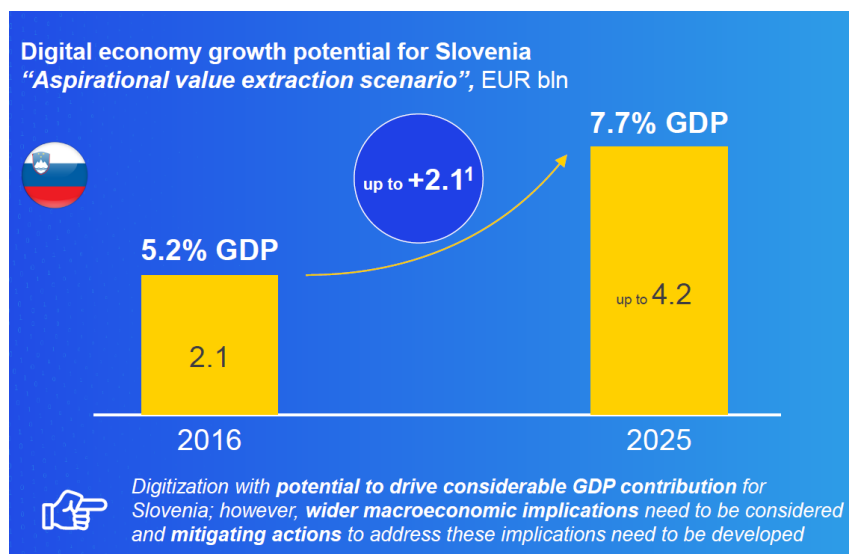 Digital economy growth potential for Slovenia
“Aspirational value extraction scenario”, EUR bln
7.7% GDP
up to +2.1¹
5.2% GDP
up to 4.2
2.1
2016
2025
Digitization with potential to drive considerable GDP contribution for
Slovenia; however, wider macroeconomic implications need to be considered
and mitigating actions to address these implications need to be developed